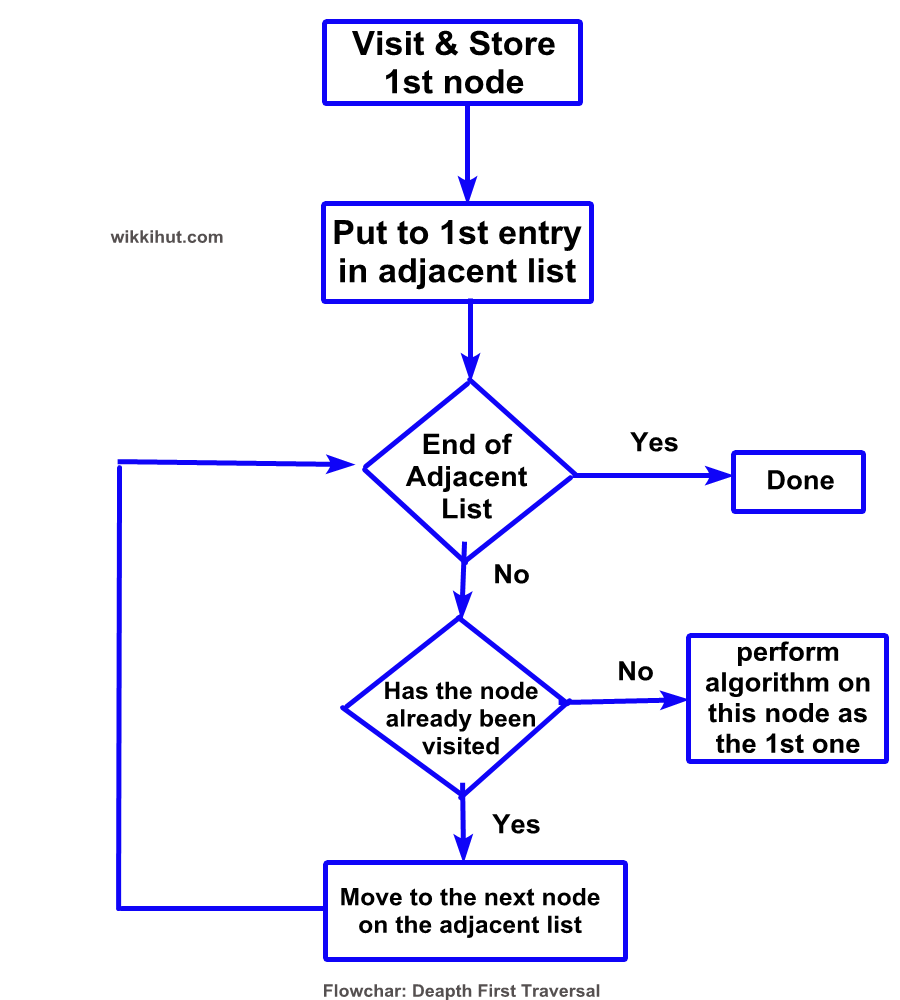 Visit & Store
1st node
wikkihut.com
Put to 1st entry
in adjacent list
End of
Adjacent
List
Yes
Done
No
Has the node
already been
visited
No
perform
algorithm on
this node as
the 1st one
Yes
Move to the next node
on the adjacent list
Flowchar: Deapth First Traversal